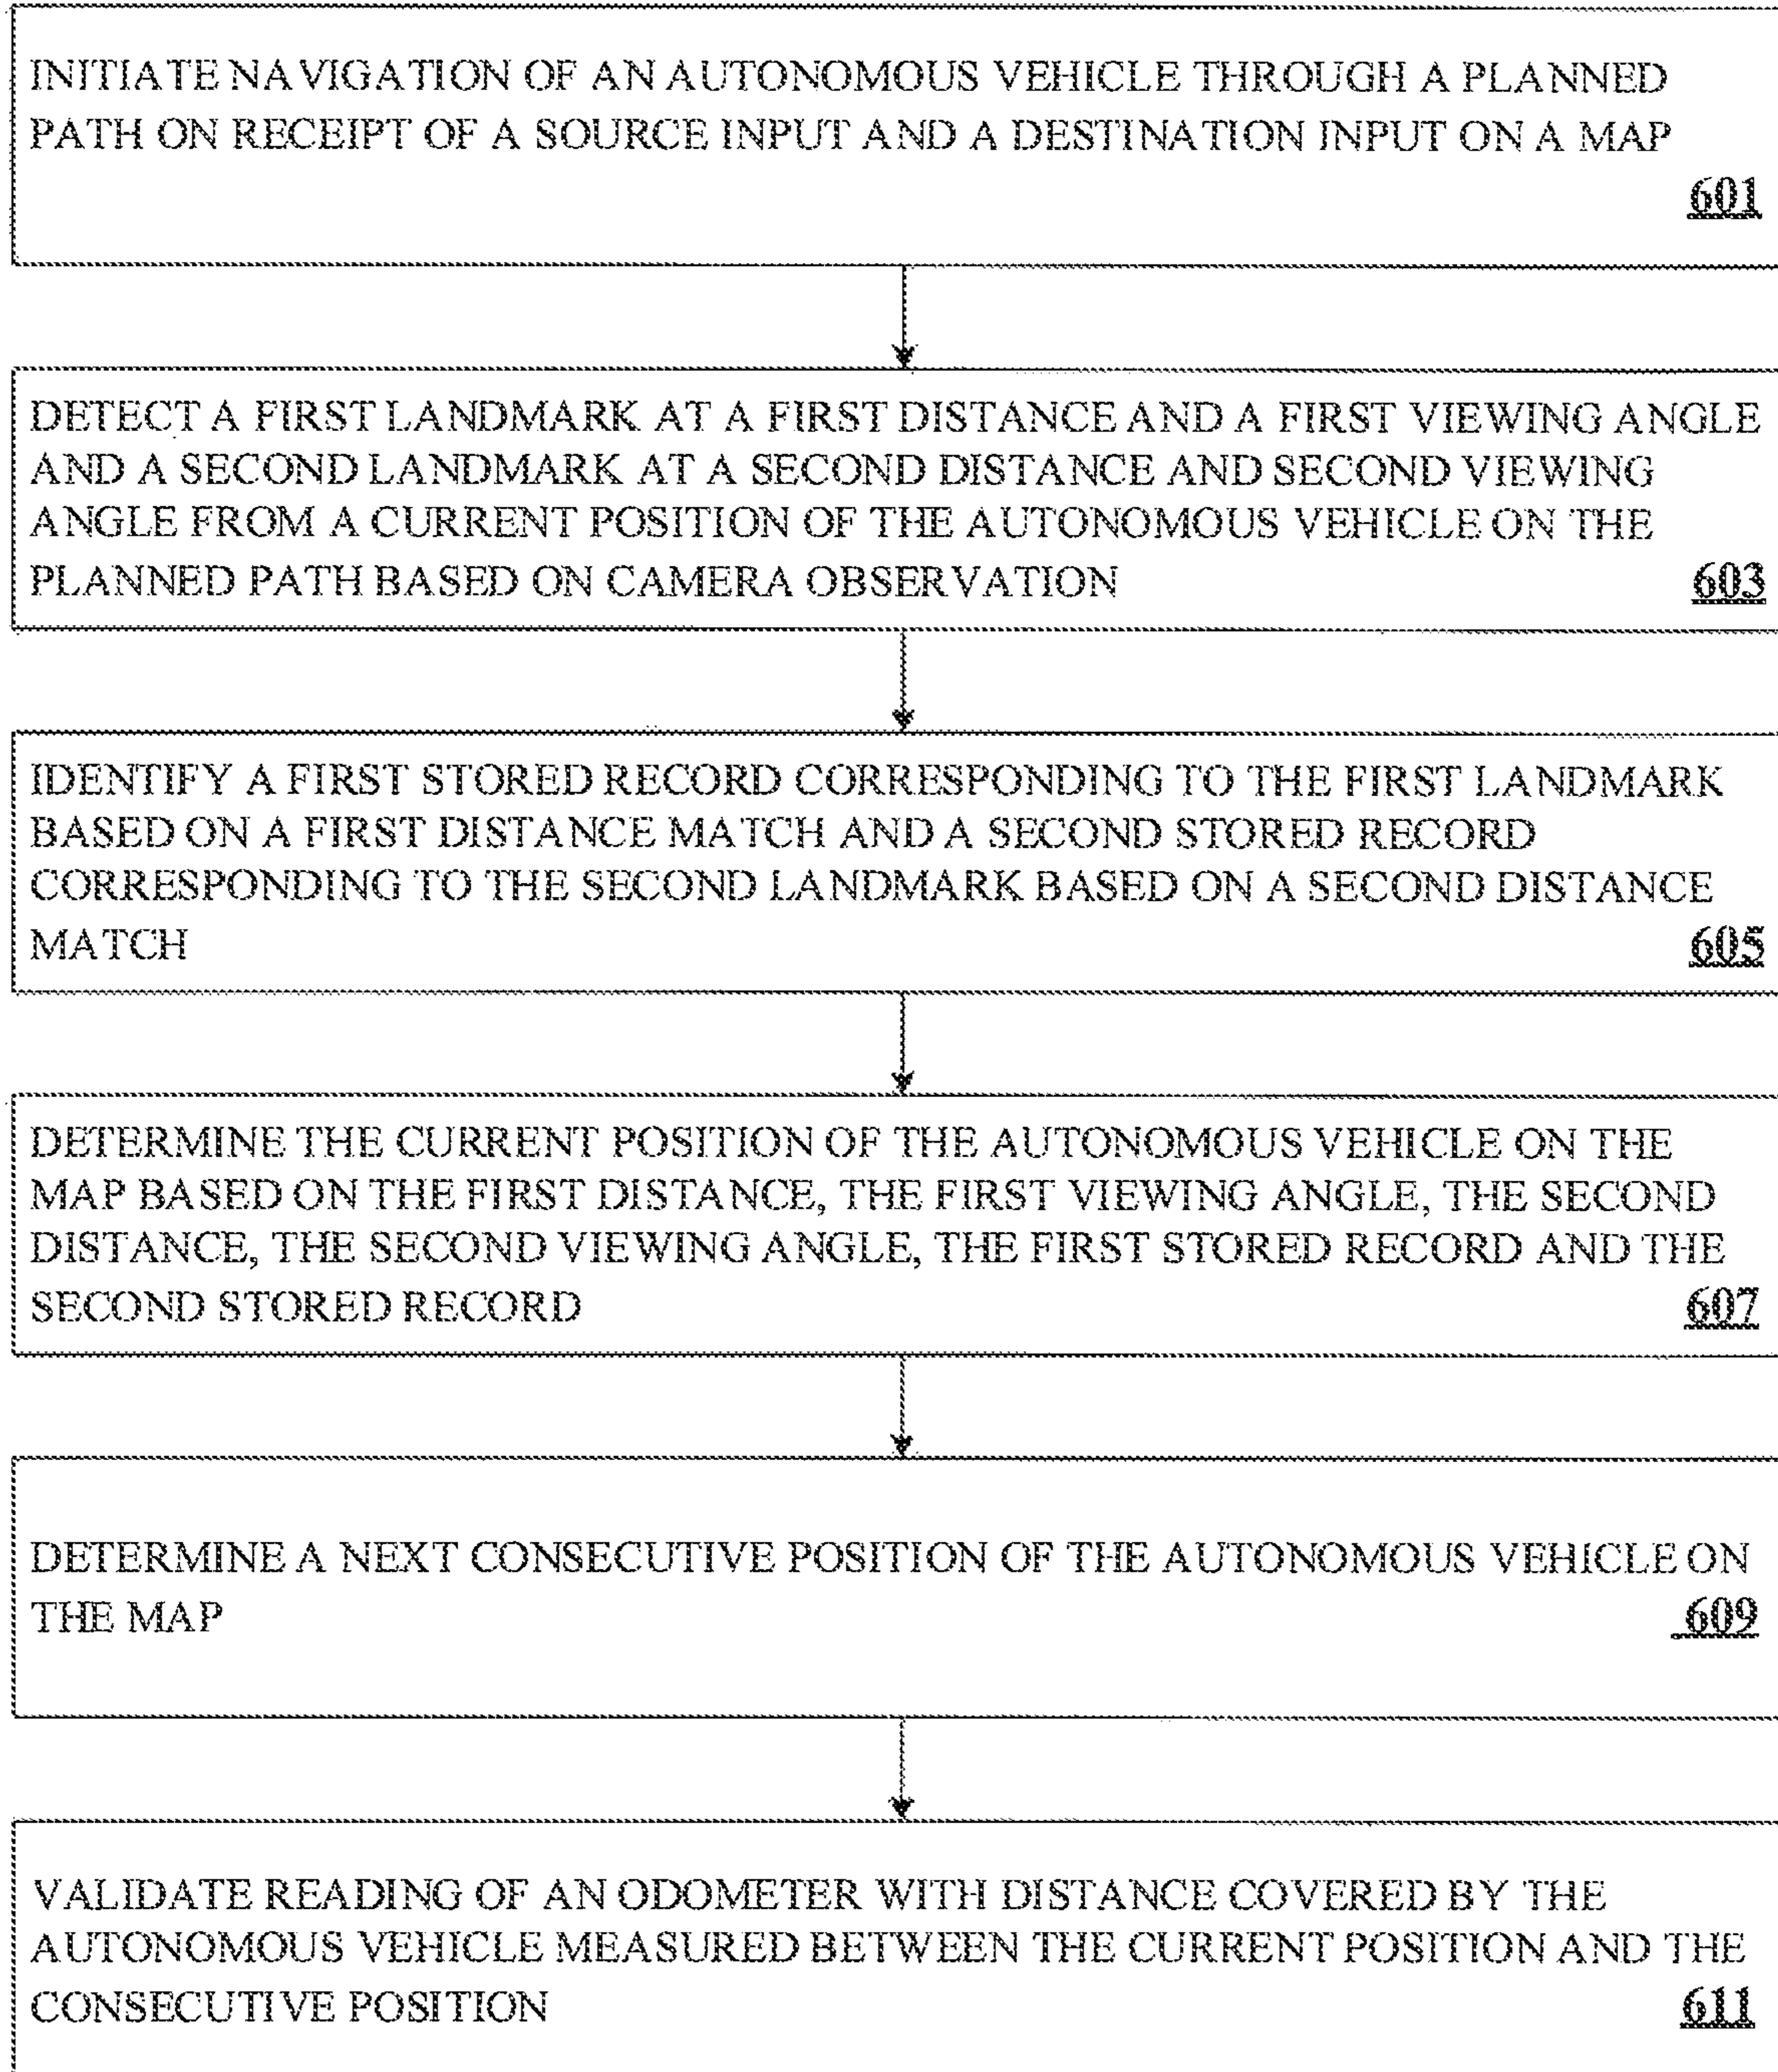 INITIATE NAVIGATION OF AN AUTONOMOUS VEHICLE THROUGH A PLANNED
PATH ON RECEIPT OF A SOURCE INPUT AND A DESTINATION INPUT ON A MAP
601
DETECT A FIRST LANDMARK AT A FIRST DISTANCE AND A FIRST VIEWING ANGLE
AND A SECOND LANDMARK AT A SECOND DISTANCE AND SECOND VIEWING
ANGLE FROM A CURRENT POSITION OF THE AUTONOMOUS VEHICLE ON THE
PLANNED PATH BASED ON CAMERA OBSERVATION 603
IDENTIFY A FIRST STORED RECORD CORRESPONDING TO THE FIRST LANDMARK
BASED ON A FIRST DISTANCE MATCH AND A SECOND STORED RECORD
CORRESPONDING TO THE SECOND LANDMARK BASED ON A SECOND DISTANCE
MATCH 605
DETERMINE THE CURRENT POSITION OF THE AUTONOMOUS VEHICLE ON THE
MAP BASED ON THE FIRST DISTANCE, THE FIRST VIEWING ANGLE, THE SECOND
DISTANCE, THE SECOND VIEWING ANGLE, THE FIRST STORED RECORD AND THE
SECOND STORED RECORD 607
DETERMINE A NEXT CONSECUTIVE POSITION OF THE AUTONOMOUS VEHICLE ON
THE MAP 609
VALIDATE READING OF AN ODOMETER WITH DISTANCE COVERED BY THE
AUTONOMOUS VEHICLE MEASURED BETWEEN THE CURRENT POSITION AND THE
CONSECUTIVE POSITION 611